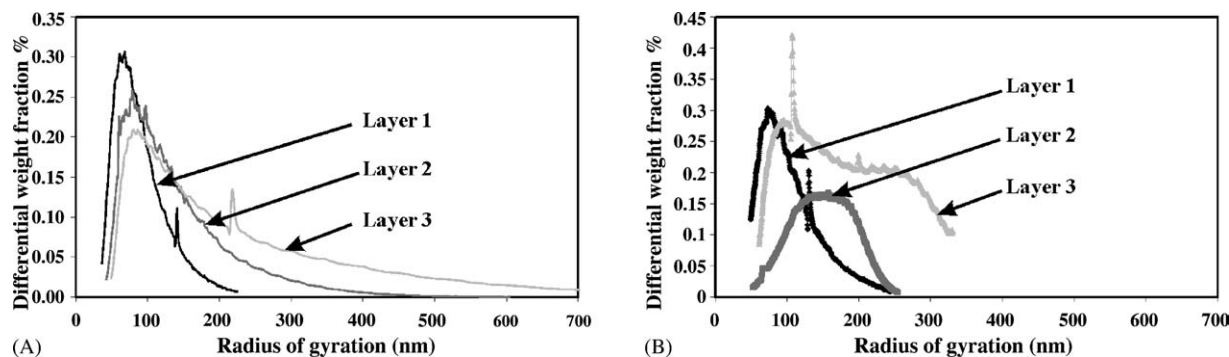 Differential weight fraction %
0.35
0.30
0.25
0.20
0.15
0.10
0.05
0.00
Layer 1
Layer 2
Layer 3
0 100 200 300 400 500 600 700
Radius of gyration (nm)
(A)
Differential weight fraction %
0.45
0.4
0.35
0.3
0.25
0.2
0.15
0.1
0.05
0
Layer 1
Layer 2
Layer 3
0 100 200 300 400 500 600 700
Radius of gyration (nm)
(B)